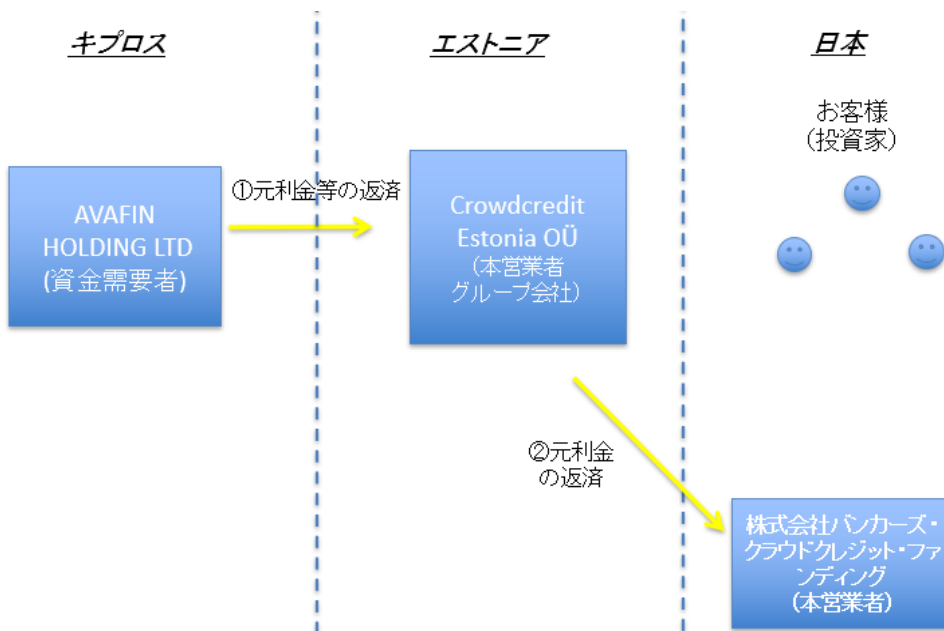 キプロス
エストニア
日本
お客様
（投資家）
AVAFIN
HOLDING LTD
(資金需要者)
①元利金等の返済
Crowdcredit
Estonia OÜ
（本営業者
グループ会社）
②元利金
の返済
株式会社バンカーズ・
クラウドクレジット・ファ
ンディング
（本営業者）